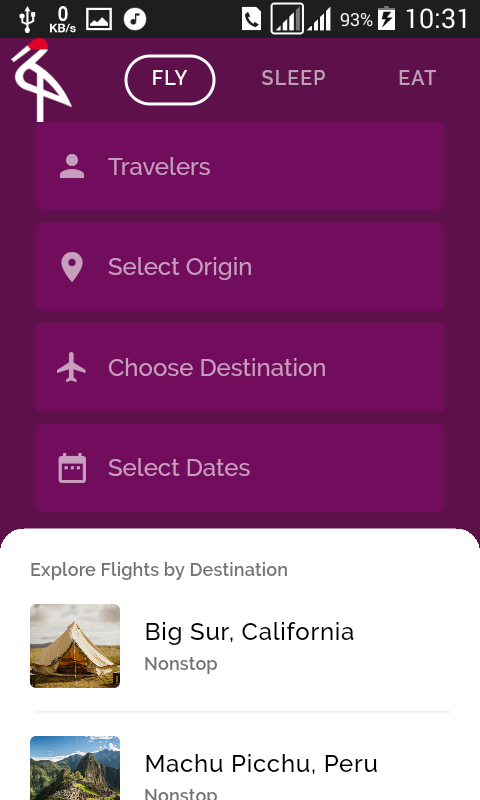 0
KB/s
93%
10:31
FLY
SLEEP
EAT
Travelers
Select Origin
Choose Destination
Select Dates
Explore Flights by Destination
Big Sur, California
Nonstop
Machu Picchu, Peru
Nonstop